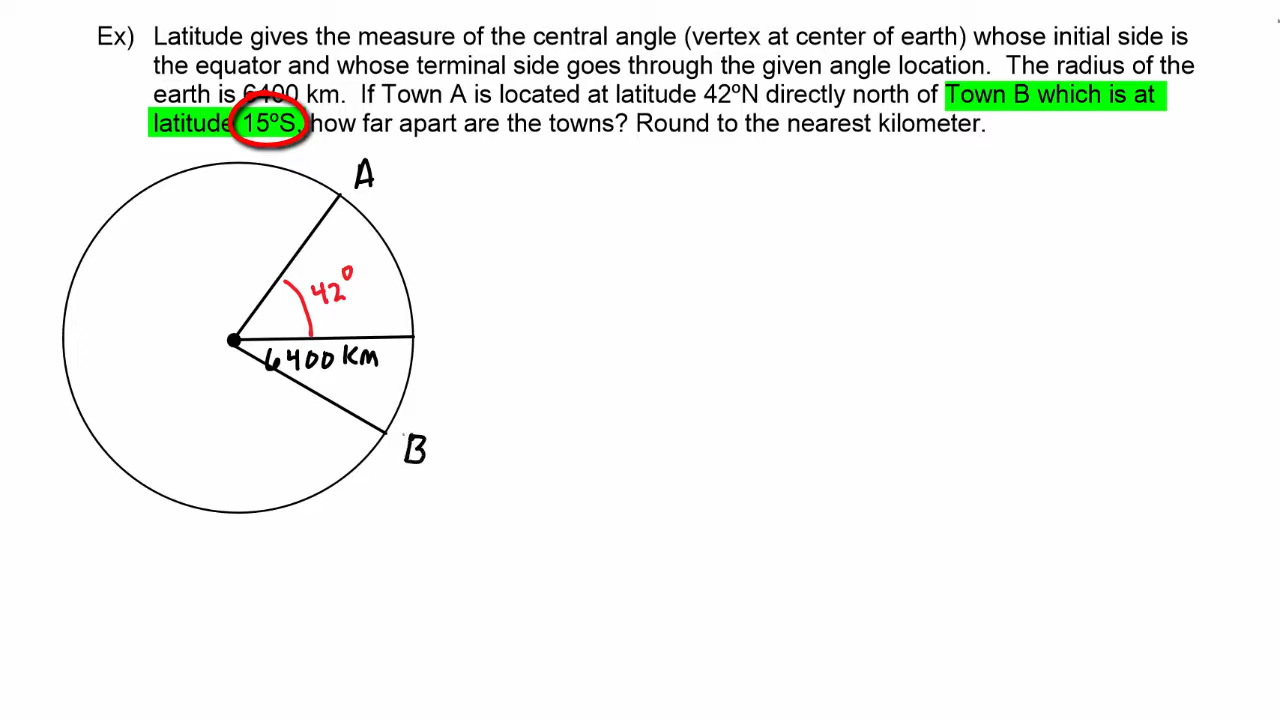 Ex) Latitude gives the measure of the central angle (vertex at center of earth) whose initial side is
the equator and whose terminal side goes through the given angle location. The radius of the
earth is 6400 km. If Town A is located at latitude 42ºN directly north of Town B which is at
latitude 15ºS, how far apart are the towns? Round to the nearest kilometer.
A
42º
6400 KM
B